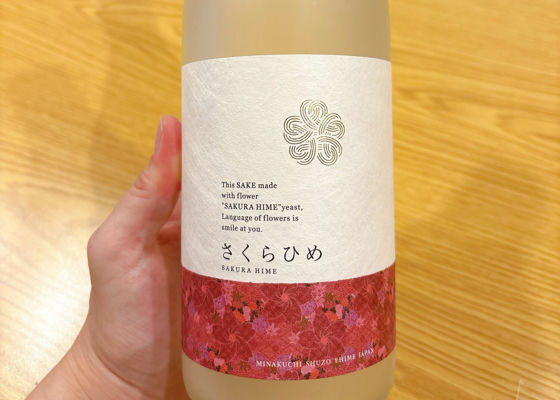 This SAKE made
with flower
"SAKURA HIME"yeast,
Language of flowers is
smile at you.
さくらひめ
SAKURA HIME
MINAKUCHI SHUZO EHIME JAPAN